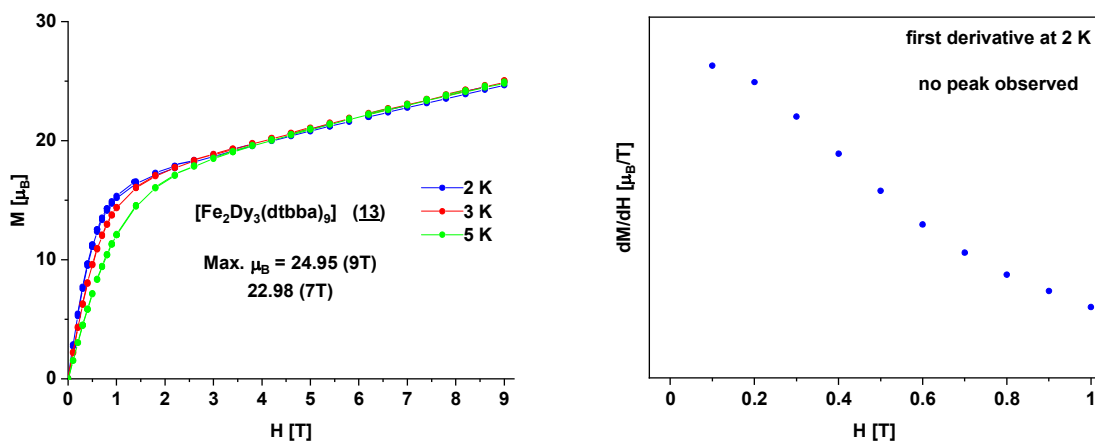 30
20
10
0
M [μB]
0 1 2 3 4 5 6 7 8 9
H [T]
2 K
[Fe2Dy3(dtbba)9] (13)
3 K
5 K
Max. μB = 24.95 (9T)
22.98 (7T)
first derivative at 2 K
no peak observed
dM/dH [μB/T]
0 0.2 0.4 0.6 0.8 1
H [T]